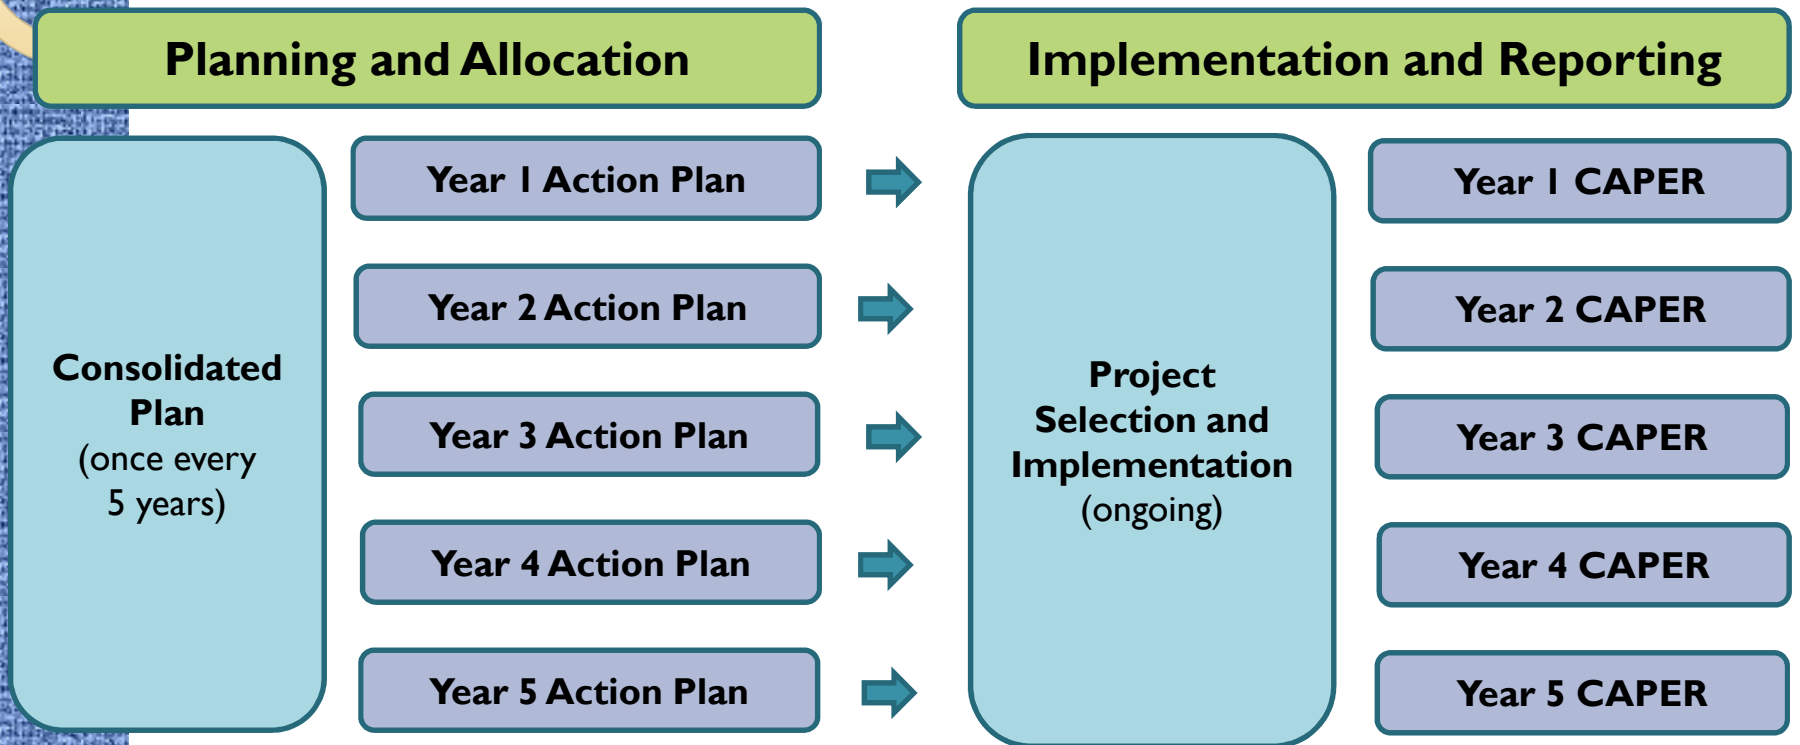 Planning and Allocation
Implementation and Reporting
Consolidated
Plan
(once every
5 years)
Year 1 Action Plan
Year 2 Action Plan
Year 3 Action Plan
Year 4 Action Plan
Year 5 Action Plan
Project
Selection and
Implementation
(ongoing)
Year 1 CAPER
Year 2 CAPER
Year 3 CAPER
Year 4 CAPER
Year 5 CAPER